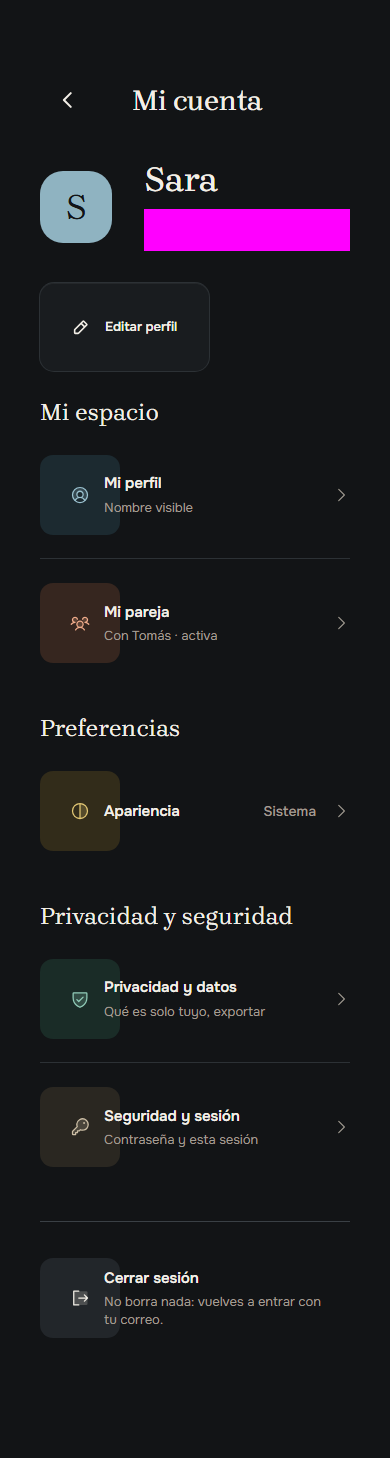 Mi cuenta
S
Sara
Editar perfil
Mi espacio
Mi perfil
Nombre visible
Mi pareja
Con Tomás · activa
Preferencias
Apariencia
Sistema
Privacidad y seguridad
Privacidad y datos
Qué es solo tuyo, exportar
Seguridad y sesión
Contraseña y esta sesión
Cerrar sesión
No borra nada: vuelves a entrar con
tu correo.